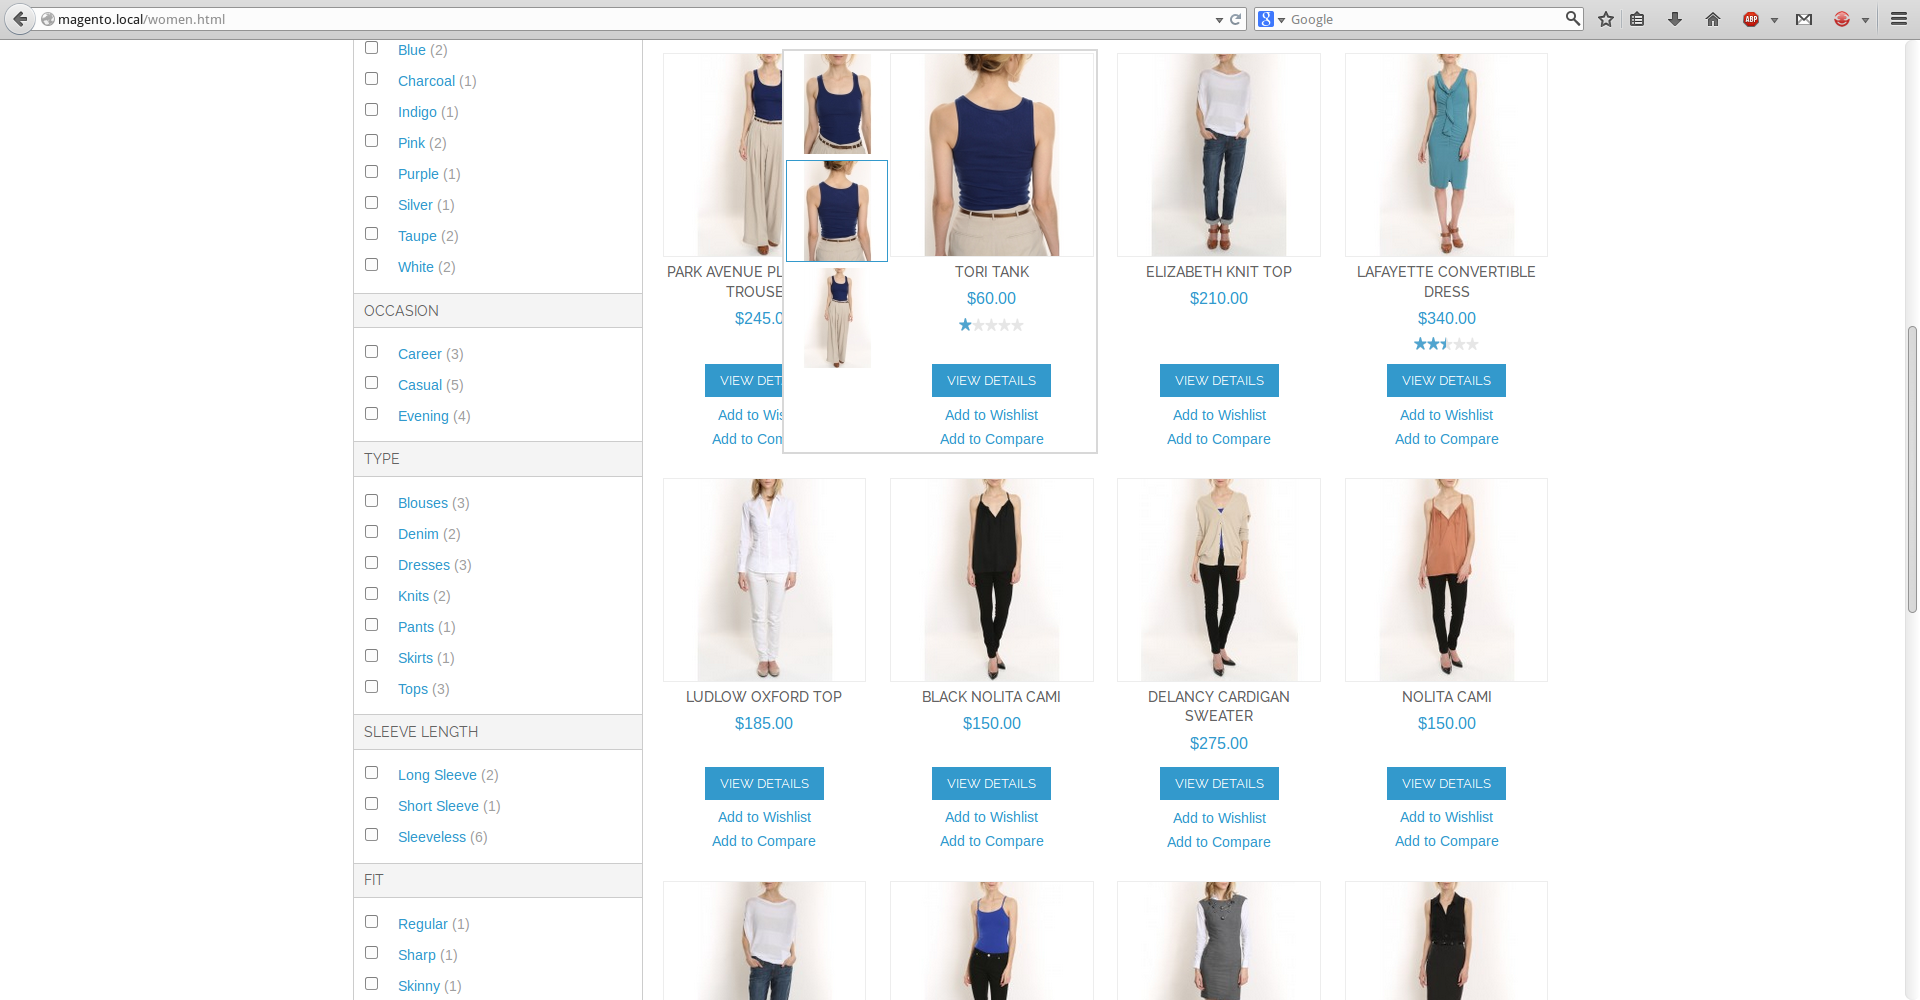 magento.local/women.html
Google
ABP
Blue (2)
Charcoal (1)
Indigo (1)
Pink (2)
Purple (1)
Silver (1)
Taupe (2)
White (2)
OCCASION
Career (3)
Casual (5)
Evening (4)
TYPE
Blouses (3)
Denim (2)
Dresses (3)
Knits (2)
Pants (1)
Skirts (1)
Tops (3)
SLEEVE LENGTH
Long Sleeve (2)
Short Sleeve (1)
Sleeveless (6)
FIT
Regular (1)
Sharp (1)
Skinny (1)
PARK AVENUE PL
TROUSE
$245.0
VIEW DET
Add to Wis
Add to Com
TORI TANK
$60.00
VIEW DETAILS
Add to Wishlist
Add to Compare
ELIZABETH KNIT TOP
$210.00
VIEW DETAILS
Add to Wishlist
Add to Compare
LAFAYETTE CONVERTIBLE
DRESS
$340.00
VIEW DETAILS
Add to Wishlist
Add to Compare
LUDLOW OXFORD TOP
$185.00
VIEW DETAILS
Add to Wishlist
Add to Compare
BLACK NOLITA CAMI
$150.00
VIEW DETAILS
Add to Wishlist
Add to Compare
DELANCY CARDIGAN
SWEATER
$275.00
VIEW DETAILS
Add to Wishlist
Add to Compare
NOLITA CAMI
$150.00
VIEW DETAILS
Add to Wishlist
Add to Compare